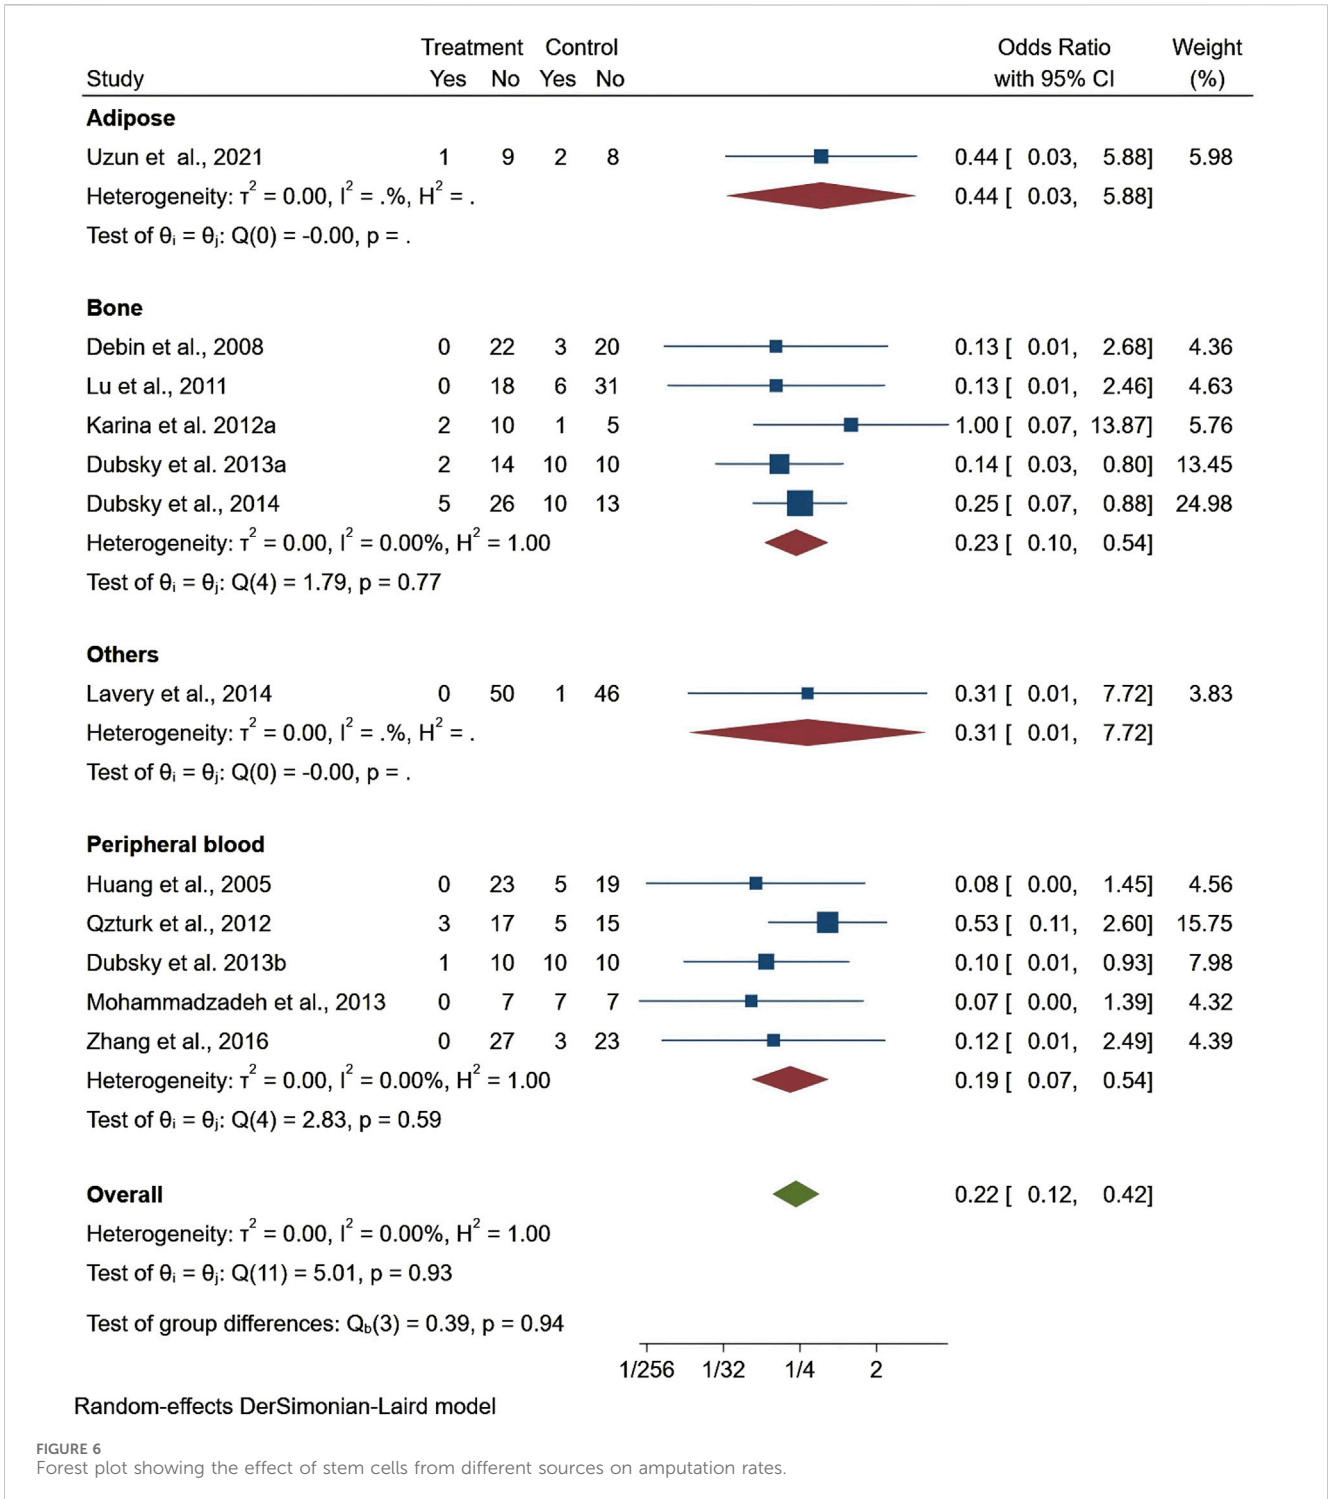 Treatment Control Odds Ratio Weight
Study Yes No Yes No with 95% CI (%)
Adipose
Uzun et al., 2021 1 9 2 8 0.44 [ 0.03, 5.88] 5.98
Heterogeneity: τ² = 0.00, I² = .%, H² = . 0.44 [ 0.03, 5.88]
Test of θᵢ = θⱼ: Q(0) = -0.00, p = .
Bone
Debin et al., 2008 0 22 3 20 0.13 [ 0.01, 2.68] 4.36
Lu et al., 2011 0 18 6 31 0.13 [ 0.01, 2.46] 4.63
Karina et al. 2012a 2 10 1 5 1.00 [ 0.07, 13.87] 5.76
Dubsky et al. 2013a 2 14 10 10 0.14 [ 0.03, 0.80] 13.45
Dubsky et al., 2014 5 26 10 13 0.25 [ 0.07, 0.88] 24.98
Heterogeneity: τ² = 0.00, I² = 0.00%, H² = 1.00 0.23 [ 0.10, 0.54]
Test of θᵢ = θⱼ: Q(4) = 1.79, p = 0.77
Others
Lavery et al., 2014 0 50 1 46 0.31 [ 0.01, 7.72] 3.83
Heterogeneity: τ² = 0.00, I² = .%, H² = . 0.31 [ 0.01, 7.72]
Test of θᵢ = θⱼ: Q(0) = -0.00, p = .
Peripheral blood
Huang et al., 2005 0 23 5 19 0.08 [ 0.00, 1.45] 4.56
Qzturk et al., 2012 3 17 5 15 0.53 [ 0.11, 2.60] 15.75
Dubsky et al. 2013b 1 10 10 10 0.10 [ 0.01, 0.93] 7.98
Mohammadzadeh et al., 2013 0 7 7 7 0.07 [ 0.00, 1.39] 4.32
Zhang et al., 2016 0 27 3 23 0.12 [ 0.01, 2.49] 4.39
Heterogeneity: τ² = 0.00, I² = 0.00%, H² = 1.00 0.19 [ 0.07, 0.54]
Test of θᵢ = θⱼ: Q(4) = 2.83, p = 0.59
Overall 0.22 [ 0.12, 0.42]
Heterogeneity: τ² = 0.00, I² = 0.00%, H² = 1.00
Test of θᵢ = θⱼ: Q(11) = 5.01, p = 0.93
Test of group differences: Q_b(3) = 0.39, p = 0.94
1/256 1/32 1/4 2
Random-effects DerSimonian-Laird model
FIGURE 6
Forest plot showing the effect of stem cells from different sources on amputation rates.